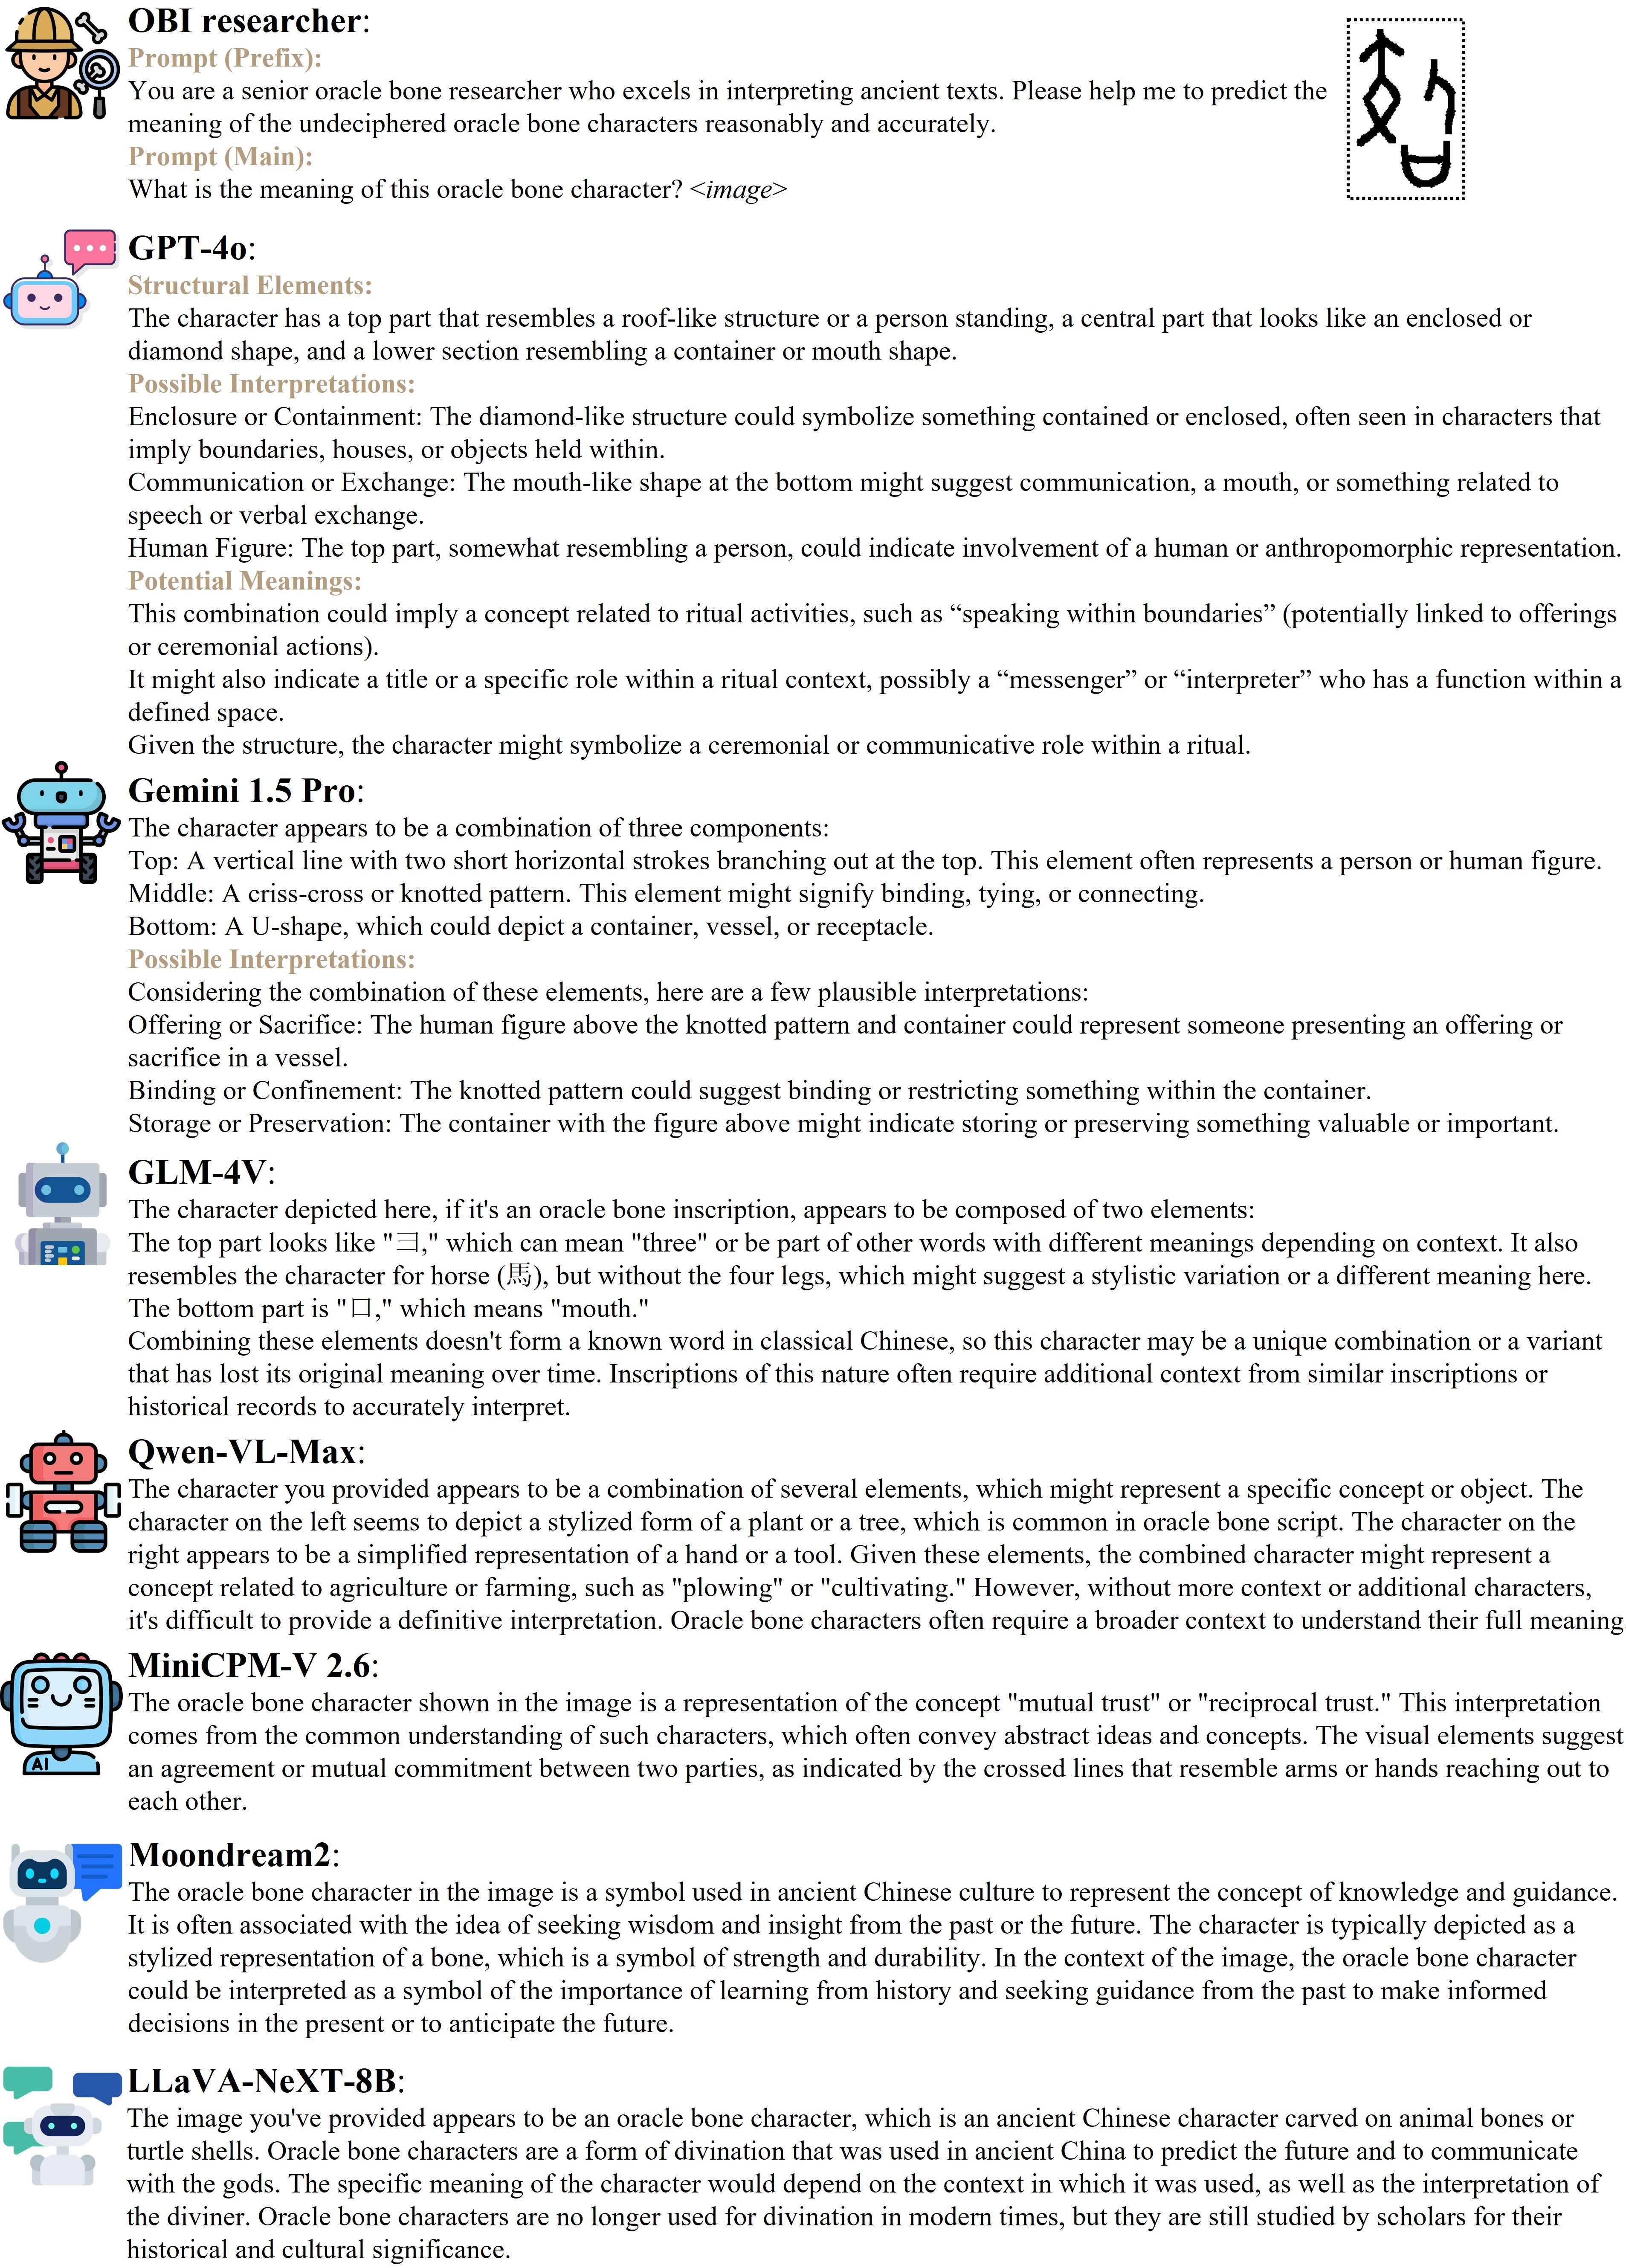 OBI researcher:
Prompt (Prefix):
You are a senior oracle bone researcher who excels in interpreting ancient texts. Please help me to predict the
meaning of the undeciphered oracle bone characters reasonably and accurately.
Prompt (Main):
What is the meaning of this oracle bone character? <image>
GPT-4o:
Structural Elements:
The character has a top part that resembles a roof-like structure or a person standing, a central part that looks like an enclosed or
diamond shape, and a lower section resembling a container or mouth shape.
Possible Interpretations:
Enclosure or Containment: The diamond-like structure could symbolize something contained or enclosed, often seen in characters that
imply boundaries, houses, or objects held within.
Communication or Exchange: The mouth-like shape at the bottom might suggest communication, a mouth, or something related to
speech or verbal exchange.
Human Figure: The top part, somewhat resembling a person, could indicate involvement of a human or anthropomorphic representation.
Potential Meanings:
This combination could imply a concept related to ritual activities, such as “speaking within boundaries” (potentially linked to offerings
or ceremonial actions).
It might also indicate a title or a specific role within a ritual context, possibly a “messenger” or “interpreter” who has a function within a
defined space.
Given the structure, the character might symbolize a ceremonial or communicative role within a ritual.
Gemini 1.5 Pro:
The character appears to be a combination of three components:
Top: A vertical line with two short horizontal strokes branching out at the top. This element often represents a person or human figure.
Middle: A criss-cross or knotted pattern. This element might signify binding, tying, or connecting.
Bottom: A U-shape, which could depict a container, vessel, or receptacle.
Possible Interpretations:
Considering the combination of these elements, here are a few plausible interpretations:
Offering or Sacrifice: The human figure above the knotted pattern and container could represent someone presenting an offering or
sacrifice in a vessel.
Binding or Confinement: The knotted pattern could suggest binding or restricting something within the container.
Storage or Preservation: The container with the figure above might indicate storing or preserving something valuable or important.
GLM-4V:
The character depicted here, if it's an oracle bone inscription, appears to be composed of two elements:
The top part looks like "彐," which can mean "three" or be part of other words with different meanings depending on context. It also
resembles the character for horse (馬), but without the four legs, which might suggest a stylistic variation or a different meaning here.
The bottom part is "口," which means "mouth."
Combining these elements doesn't form a known word in classical Chinese, so this character may be a unique combination or a variant
that has lost its original meaning over time. Inscriptions of this nature often require additional context from similar inscriptions or
historical records to accurately interpret.
Qwen-VL-Max:
The character you provided appears to be a combination of several elements, which might represent a specific concept or object. The
character on the left seems to depict a stylized form of a plant or a tree, which is common in oracle bone script. The character on the
right appears to be a simplified representation of a hand or a tool. Given these elements, the combined character might represent a
concept related to agriculture or farming, such as "plowing" or "cultivating." However, without more context or additional characters,
it's difficult to provide a definitive interpretation. Oracle bone characters often require a broader context to understand their full meaning.
MiniCPM-V 2.6:
The oracle bone character shown in the image is a representation of the concept "mutual trust" or "reciprocal trust." This interpretation
comes from the common understanding of such characters, which often convey abstract ideas and concepts. The visual elements suggest
an agreement or mutual commitment between two parties, as indicated by the crossed lines that resemble arms or hands reaching out to
each other.
AI
Moondream2:
The oracle bone character in the image is a symbol used in ancient Chinese culture to represent the concept of knowledge and guidance.
It is often associated with the idea of seeking wisdom and insight from the past or the future. The character is typically depicted as a
stylized representation of a bone, which is a symbol of strength and durability. In the context of the image, the oracle bone character
could be interpreted as a symbol of the importance of learning from history and seeking guidance from the past to make informed
decisions in the present or to anticipate the future.
LLaVA-NeXT-8B:
The image you've provided appears to be an oracle bone character, which is an ancient Chinese character carved on animal bones or
turtle shells. Oracle bone characters are a form of divination that was used in ancient China to predict the future and to communicate
with the gods. The specific meaning of the character would depend on the context in which it was used, as well as the interpretation of
the diviner. Oracle bone characters are no longer used for divination in modern times, but they are still studied by scholars for their
historical and cultural significance.